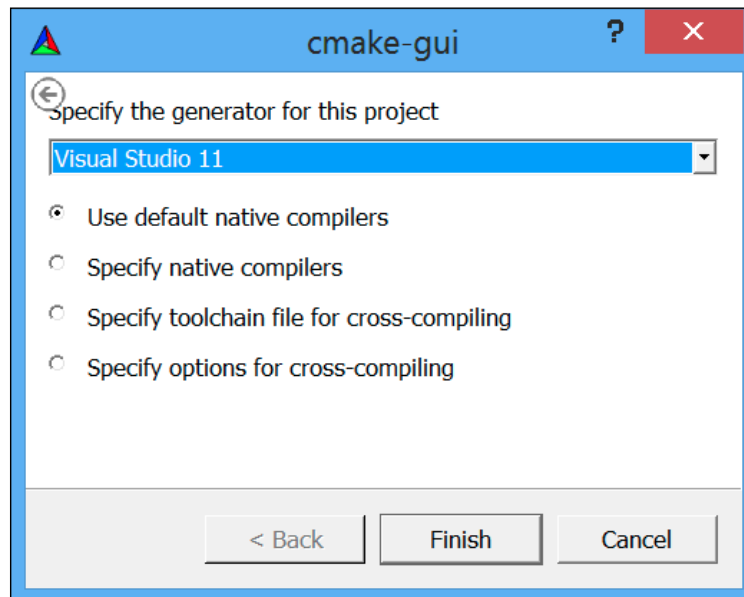 cmake-gui
?
Specify the generator for this project
Visual Studio 11
Use default native compilers
Specify native compilers
Specify toolchain file for cross-compiling
Specify options for cross-compiling
< Back
Finish
Cancel